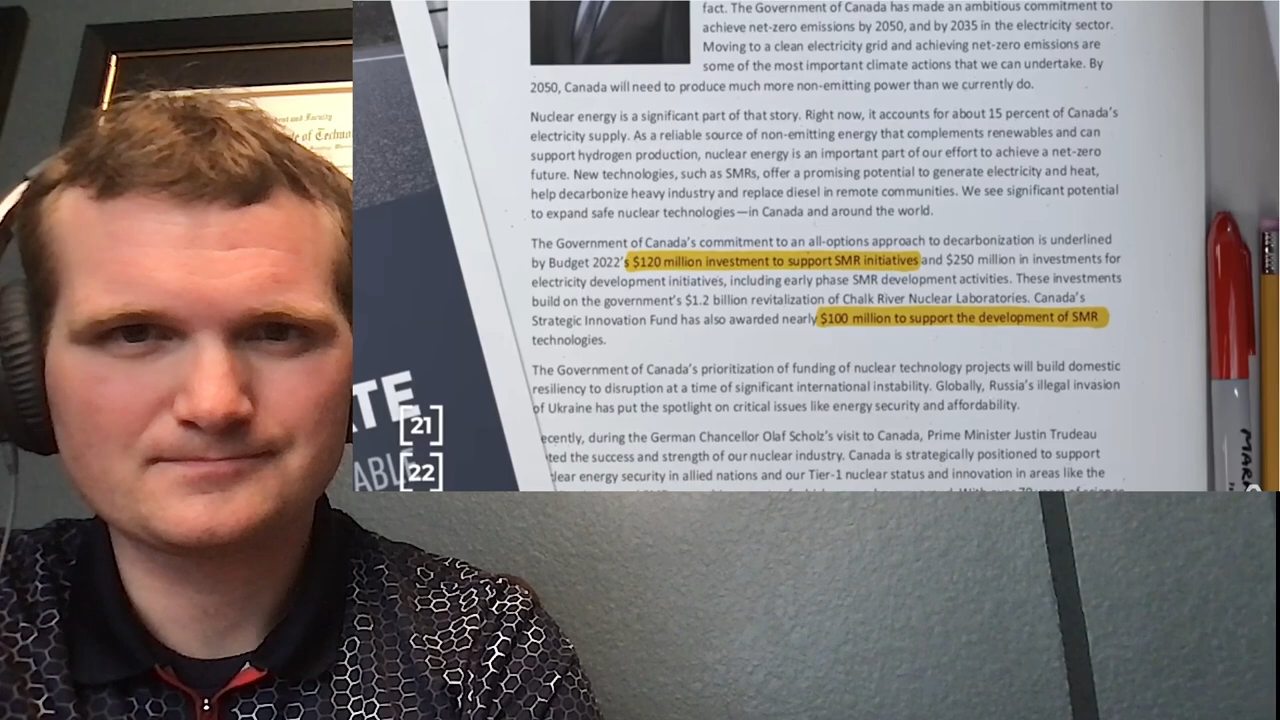 dent and Faculty
te of Techno
fact. The Government of Canada has made an ambitious commitment to
achieve net-zero emissions by 2050, and by 2035 in the electricity sector.
Moving to a clean electricity grid and achieving net-zero emissions are
some of the most important climate actions that we can undertake. By
2050, Canada will need to produce much more non-emitting power than we currently do.
Nuclear energy is a significant part of that story. Right now, it accounts for about 15 percent of Canada's
electricity supply. As a reliable source of non-emitting energy that complements renewables and can
support hydrogen production, nuclear energy is an important part of our effort to achieve a net-zero
future. New technologies, such as SMRs, offer a promising potential to generate electricity and heat,
help decarbonize heavy industry and replace diesel in remote communities. We see significant potential
to expand safe nuclear technologies—in Canada and around the world.
The Government of Canada's commitment to an all-options approach to decarbonization is underlined
by Budget 2022's $120 million investment to support SMR initiatives and $250 million in investments for
electricity development initiatives, including early phase SMR development activities. These investments
build on the government's $1.2 billion revitalization of Chalk River Nuclear Laboratories. Canada's
Strategic Innovation Fund has also awarded nearly $100 million to support the development of SMR
technologies.
The Government of Canada's prioritization of funding of nuclear technology projects will build domestic
resiliency to disruption at a time of significant international instability. Globally, Russia's illegal invasion
of Ukraine has put the spotlight on critical issues like energy security and affordability.
ecently, during the German Chancellor Olaf Scholz's visit to Canada, Prime Minister Justin Trudeau
ted the success and strength of our nuclear industry. Canada is strategically positioned to support
lear energy security in allied nations and our Tier-1 nuclear status and innovation in areas like the
TE
ABLE
[21]
[22]
MARK